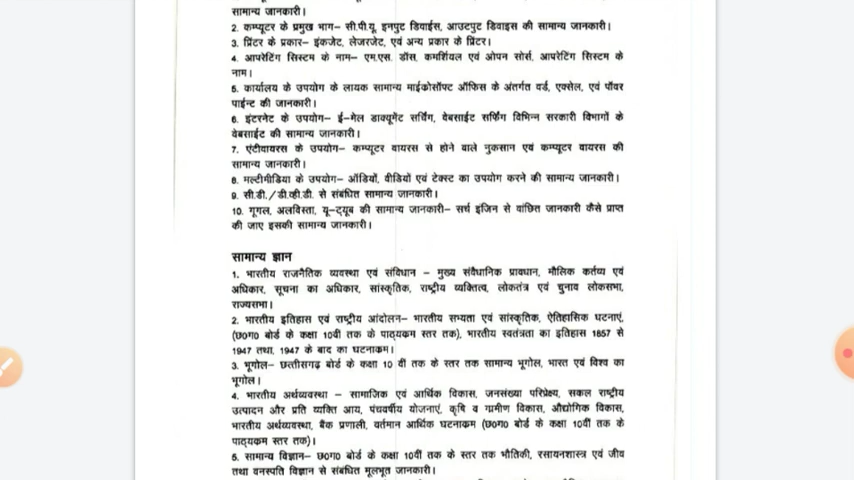 सामान्य जानकारी।
2. कम्प्यूटर के प्रमुख भाग– सी.पी.यू. इनपुट डिवाईस, आउटपुट डिवाइस की सामान्य जानकारी।
3. प्रिंटर के प्रकार– इंकजेट, लेजरजेट, एवं अन्य प्रकार के प्रिंटर।
4. आपरेटिंग सिस्टम के नाम– एम.एस. डॉस, कमर्शियल एवं ओपन सोर्स, आपरेटिंग सिस्टम के
नाम।
5. कार्यालय के उपयोग के लायक सामान्य माईकोसॉफ्ट ऑफिस के अंतर्गत वर्ड, एक्सेल, एवं पॉवर
पाईन्ट की जानकारी।
6. इंटरनेट के उपयोग– ई-मेल डाक्यूमेंट सर्चिंग, वेबसाईट सर्फिंग विभिन्न सरकारी विभागों के
वेबसाईट की सामान्य जानकारी।
7. एंटीवायरस के उपयोग– कम्प्यूटर वायरस से होने वाले नुकसान एवं कम्प्यूटर वायरस की
सामान्य जानकारी।
8. मल्टीमीडिया के उपयोग– ऑडियों, वीडियों एवं टेक्स्ट का उपयोग करने की सामान्य जानकारी।
9. सी.डी./डी.व्ही.डी. से संबंधित सामान्य जानकारी।
10. गूगल, अलविस्ता, यू-ट्यूब की सामान्य जानकारी– सर्च इंजिन से वांछित जानकारी कैसे प्राप्त
की जाए इसकी सामान्य जानकारी।
सामान्य ज्ञान
1. भारतीय राजनैतिक व्यवस्था एवं संविधान – मुख्य संवैधानिक प्रावधान, मौलिक कर्तव्य एवं
अधिकार, सूचना का अधिकार, सांस्कृतिक, राष्ट्रीय व्यक्तित्व, लोकतंत्र एवं चुनाव लोकसभा,
राज्यसभा।
2. भारतीय इतिहास एवं राष्ट्रीय आंदोलन– भारतीय सभ्यता एवं सांस्कृतिक, ऐतिहासिक घटनाएं,
(छ0ग0 बोर्ड के कक्षा 10वीं तक के पाठ्यकम स्तर तक), भारतीय स्वतंत्रता का इतिहास 1857 से
1947 तथा, 1947 के बाद का घटनाकम।
3. भूगोल– छत्तीसगढ़ बोर्ड के कक्षा 10 वीं तक के स्तर तक सामान्य भूगोल, भारत एवं विश्व का
भूगोल।
4. भारतीय अर्थव्यवस्था – सामाजिक एवं आर्थिक विकास, जनसंख्या परिप्रेक्ष्य, सकल राष्ट्रीय
उत्पादन और प्रति व्यक्ति आय, पंचवर्षीय योजनाएं, कृषि व ग्रामीण विकास, औद्योगिक विकास,
भारतीय अर्थव्यवस्था, बैंक प्रणाली, वर्तमान आर्थिक घटनाकम (छ0ग0 बोर्ड के कक्षा 10वीं तक के
पाठ्यकम स्तर तक)।
5. सामान्य विज्ञान– छ0ग0 बोर्ड के कक्षा 10वीं तक के स्तर तक भौतिकी, रसायनशास्त्र एवं जीव
तथा वनस्पति विज्ञान से संबंधित मूलभूत जानकारी।